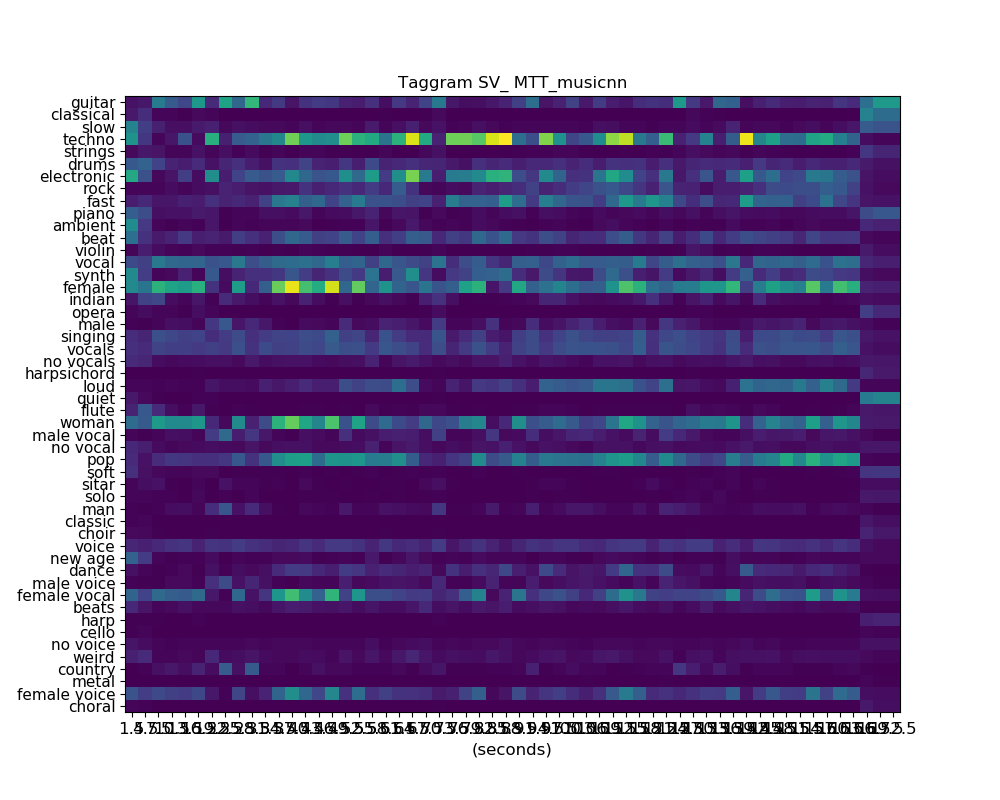 Taggram SV_ MTT_musicnn
guitar
classical
slow
techno
strings
drums
electronic
rock
fast
piano
ambient
beat
violin
vocal
synth
female
indian
opera
male
singing
vocals
no vocals
harpsichord
loud
quiet
flute
woman
male vocal
no vocal
pop
soft
sitar
solo
man
classic
choir
voice
new age
dance
male voice
female vocal
beats
harp
cello
no voice
weird
country
metal
female voice
choral
(seconds)